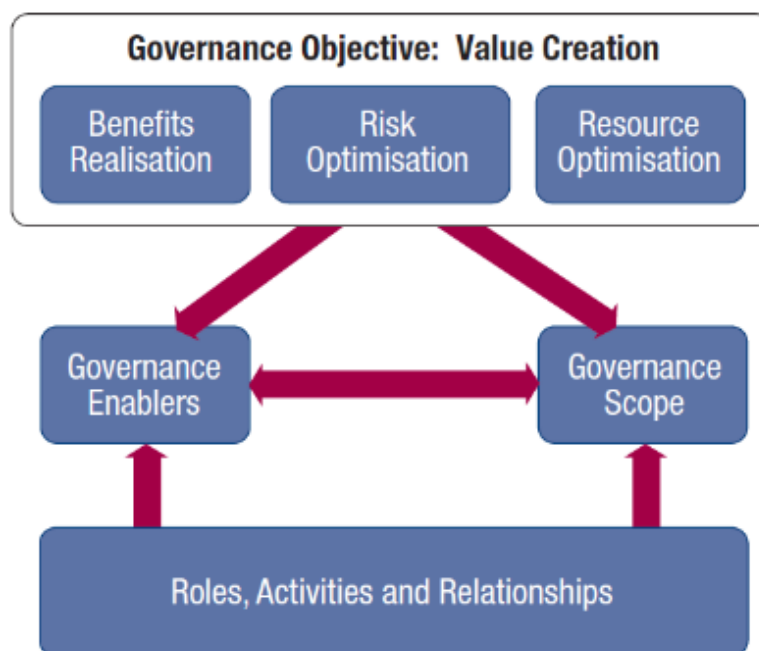 Governance Objective: Value Creation
Benefits
Realisation
Risk
Optimisation
Resource
Optimisation
Governance
Enablers
Governance
Scope
Roles, Activities and Relationships